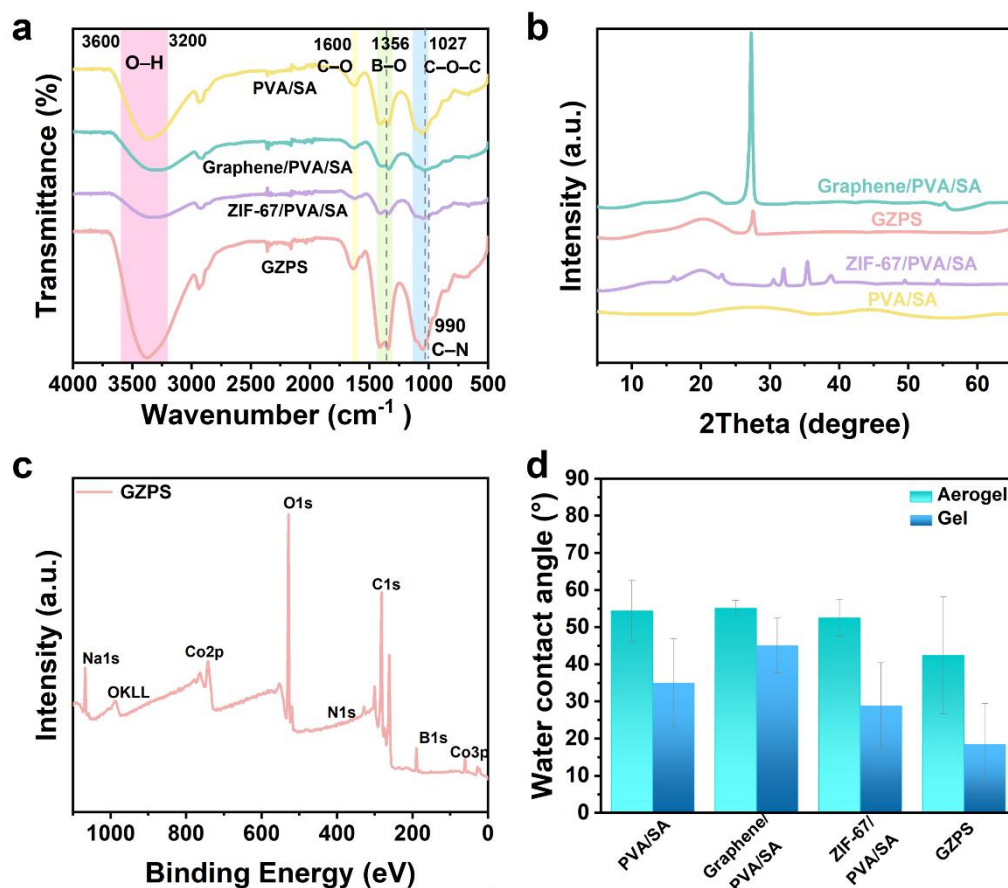 a
3600
3200
1600
1356
1027
O–H
C–O
B–O
C–O–C
PVA/SA
Graphene/PVA/SA
ZIF-67/PVA/SA
GZPS
990
C–N
Transmittance (%)
4000 3500 3000 2500 2000 1500 1000 500
Wavenumber (cm⁻¹)
b
Graphene/PVA/SA
GZPS
ZIF-67/PVA/SA
PVA/SA
Intensity (a.u.)
10 20 30 40 50 60
2Theta (degree)
c
GZPS
O1s
C1s
Na1s
OKLL
Co2p
N1s
B1s
Co3p
Intensity (a.u.)
1000 800 600 400 200 0
Binding Energy (eV)
d
Aerogel
Gel
Water contact angle (º)
90
80
70
60
50
40
30
20
10
0
PVA/SA
Graphene/
PVA/SA
ZIF-67/
PVA/SA
GZPS